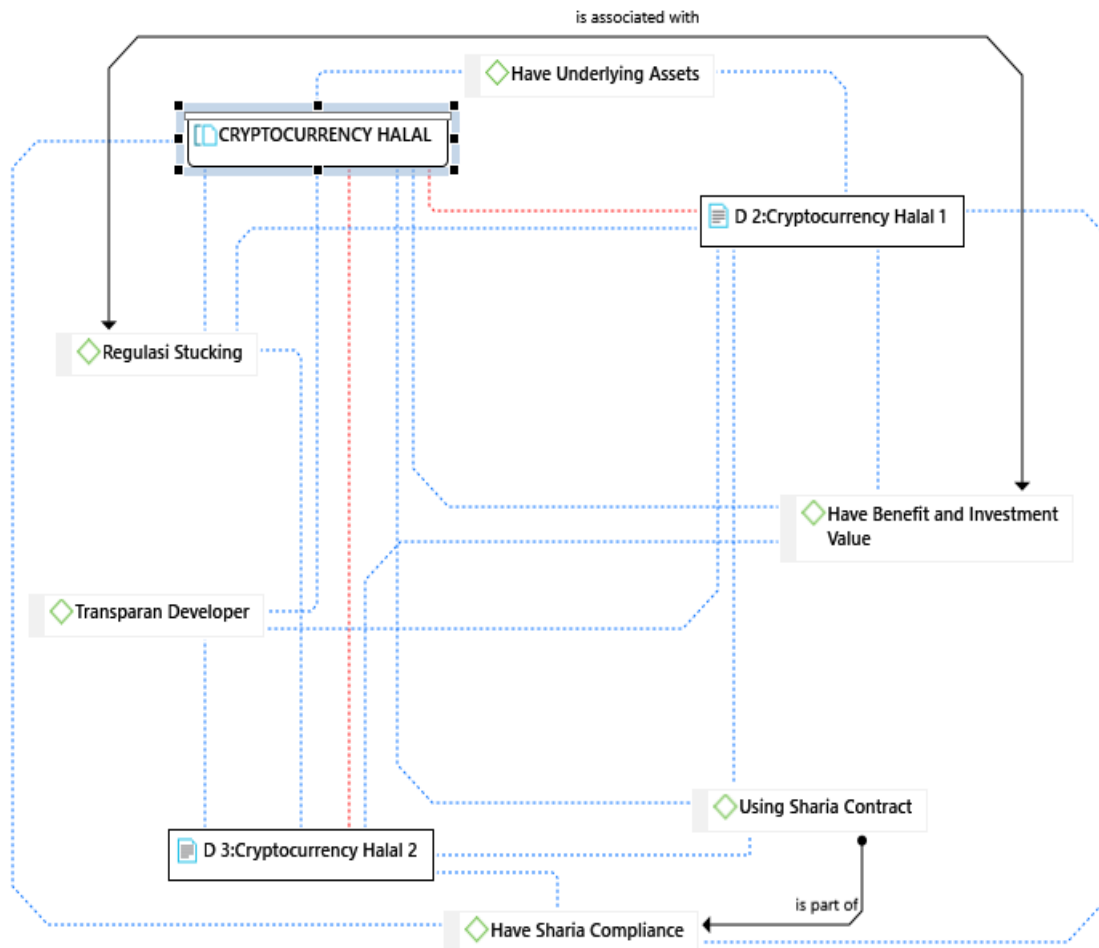 is associated with
Have Underlying Assets
CRYPTOCURRENCY HALAL
D 2:Cryptocurrency Halal 1
Regulasi Stucking
Have Benefit and Investment
Value
Transparan Developer
Using Sharia Contract
D 3:Cryptocurrency Halal 2
is part of
Have Sharia Compliance